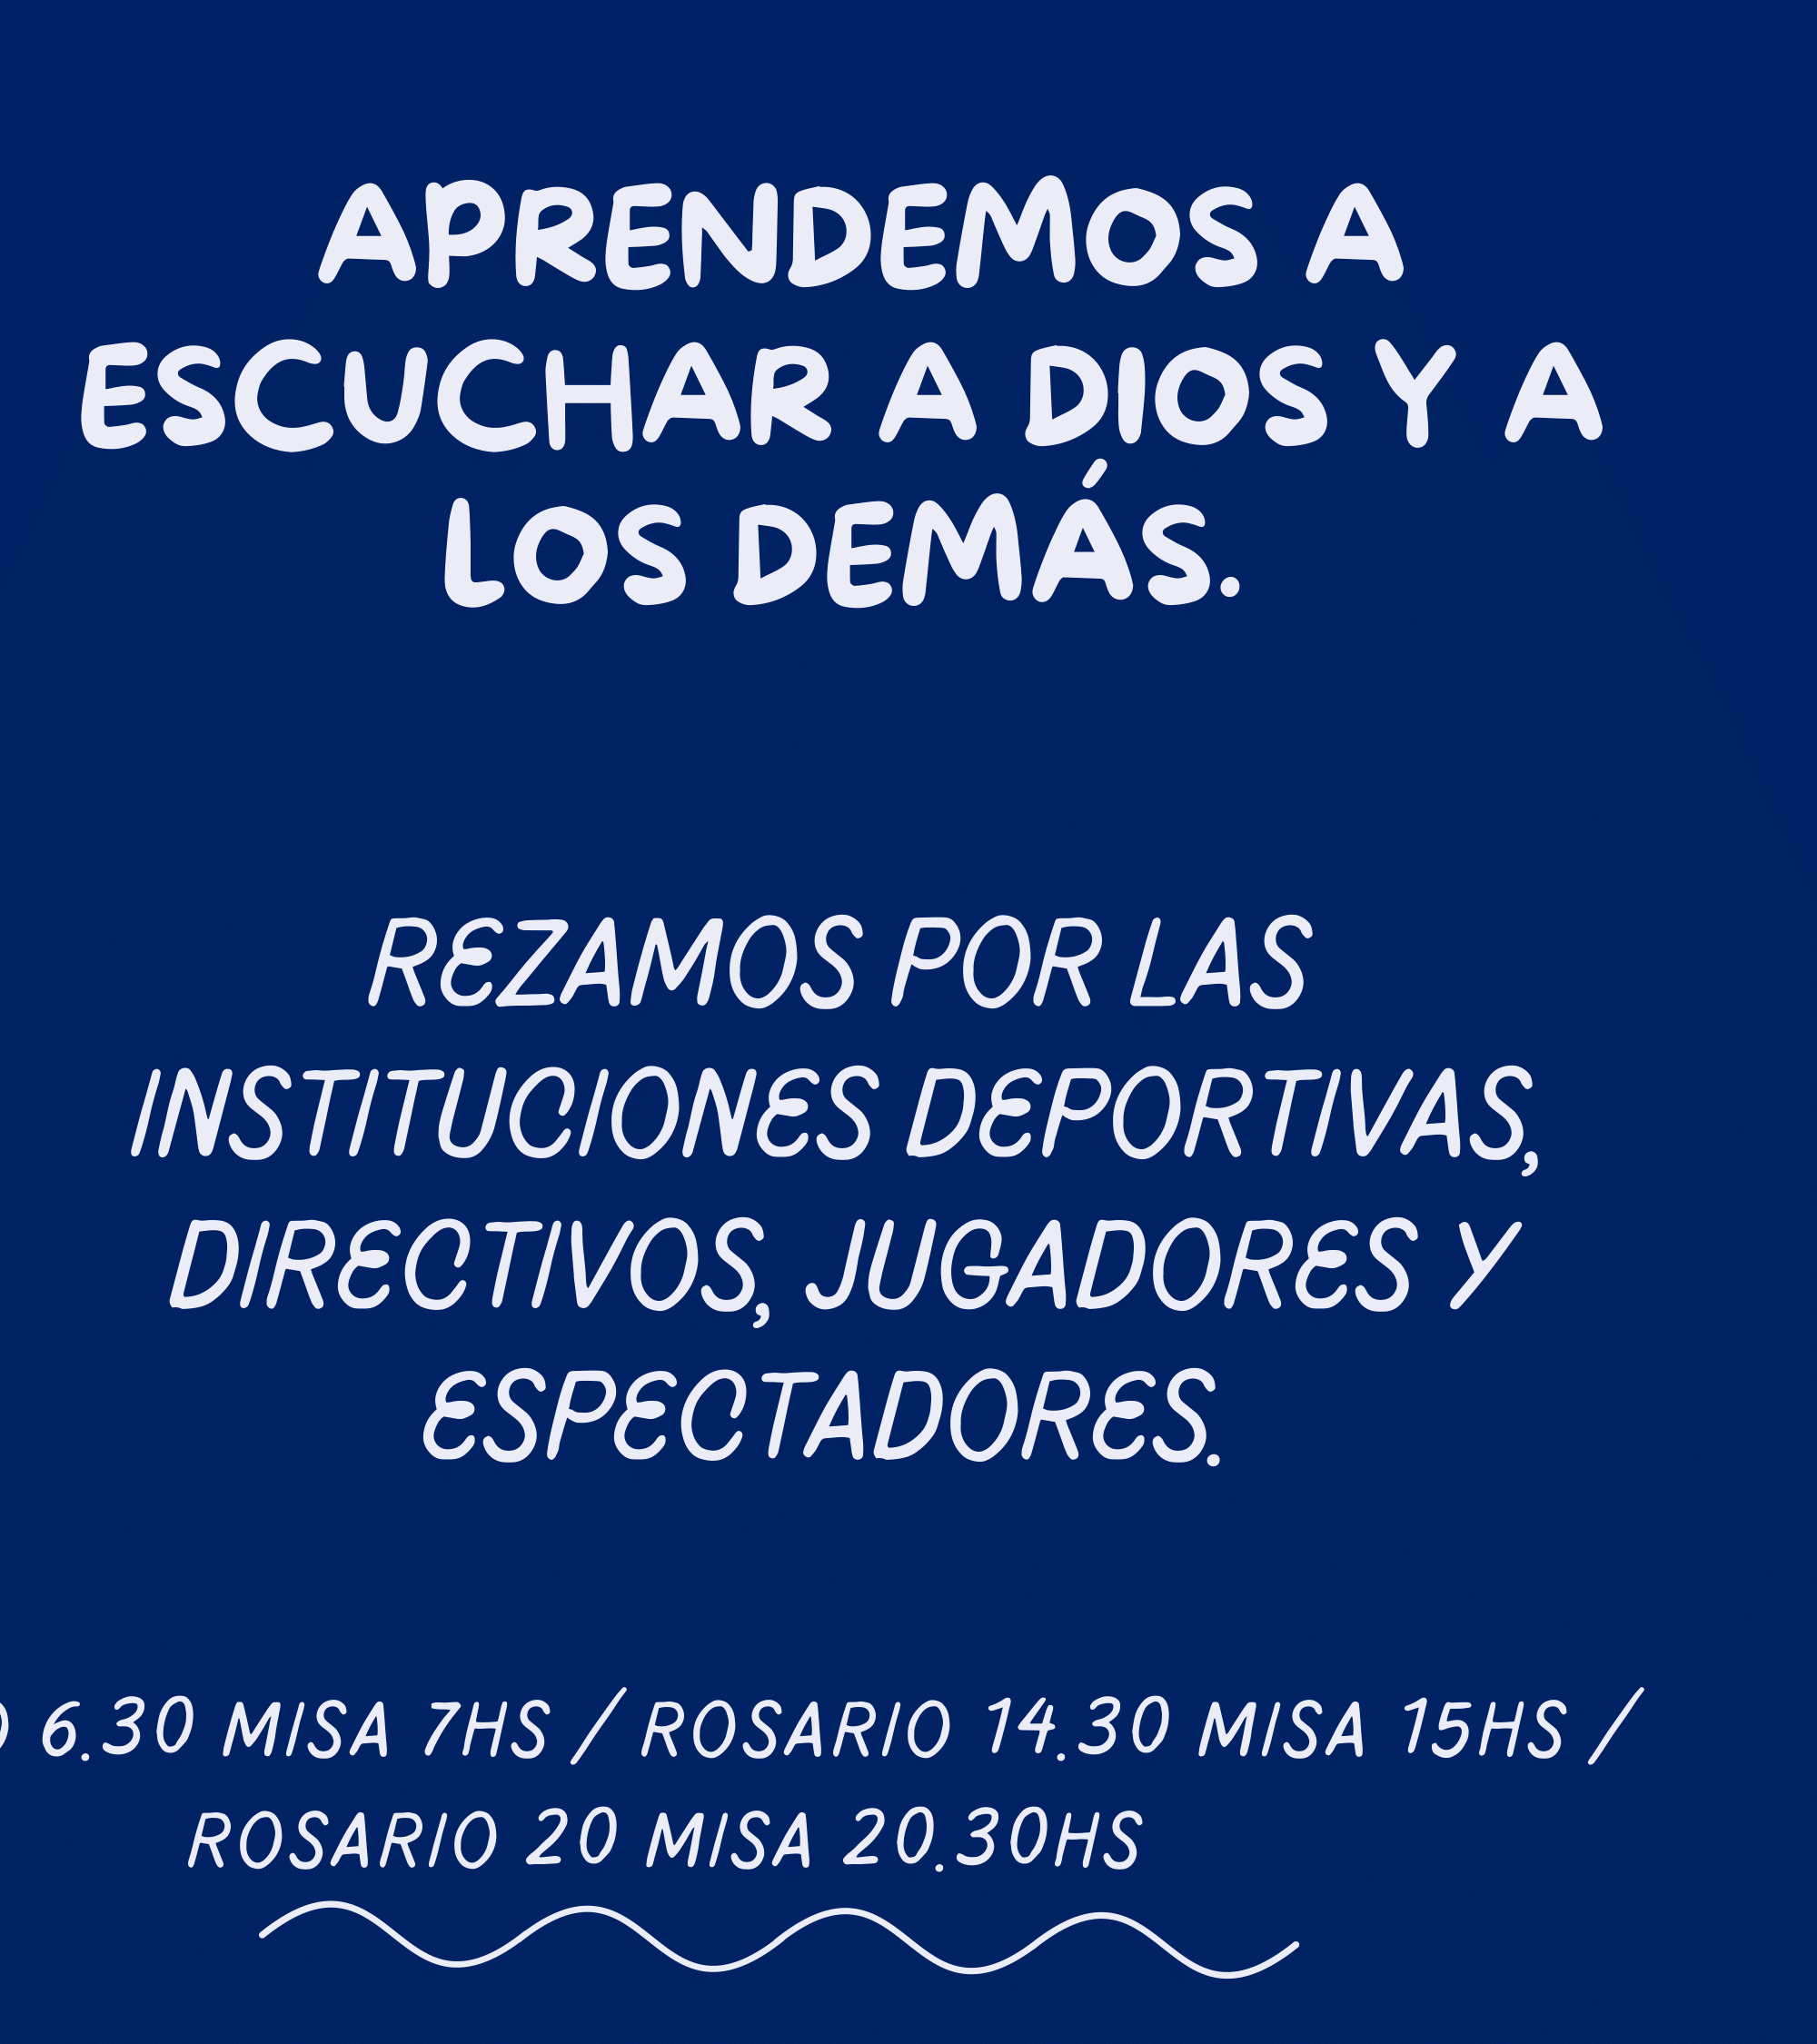 APRENDEMOS A
ESCUCHAR A DIOS Y A
LOS DEMÁS.
REZAMOS POR LAS
INSTITUCIONES DEPORTIVAS,
DIRECTIVOS, JUGADORES Y
ESPECTADORES.
6.30 MISA 7HS / ROSARIO 14.30 MISA 15HS /
ROSARIO 20 MISA 20.30HS